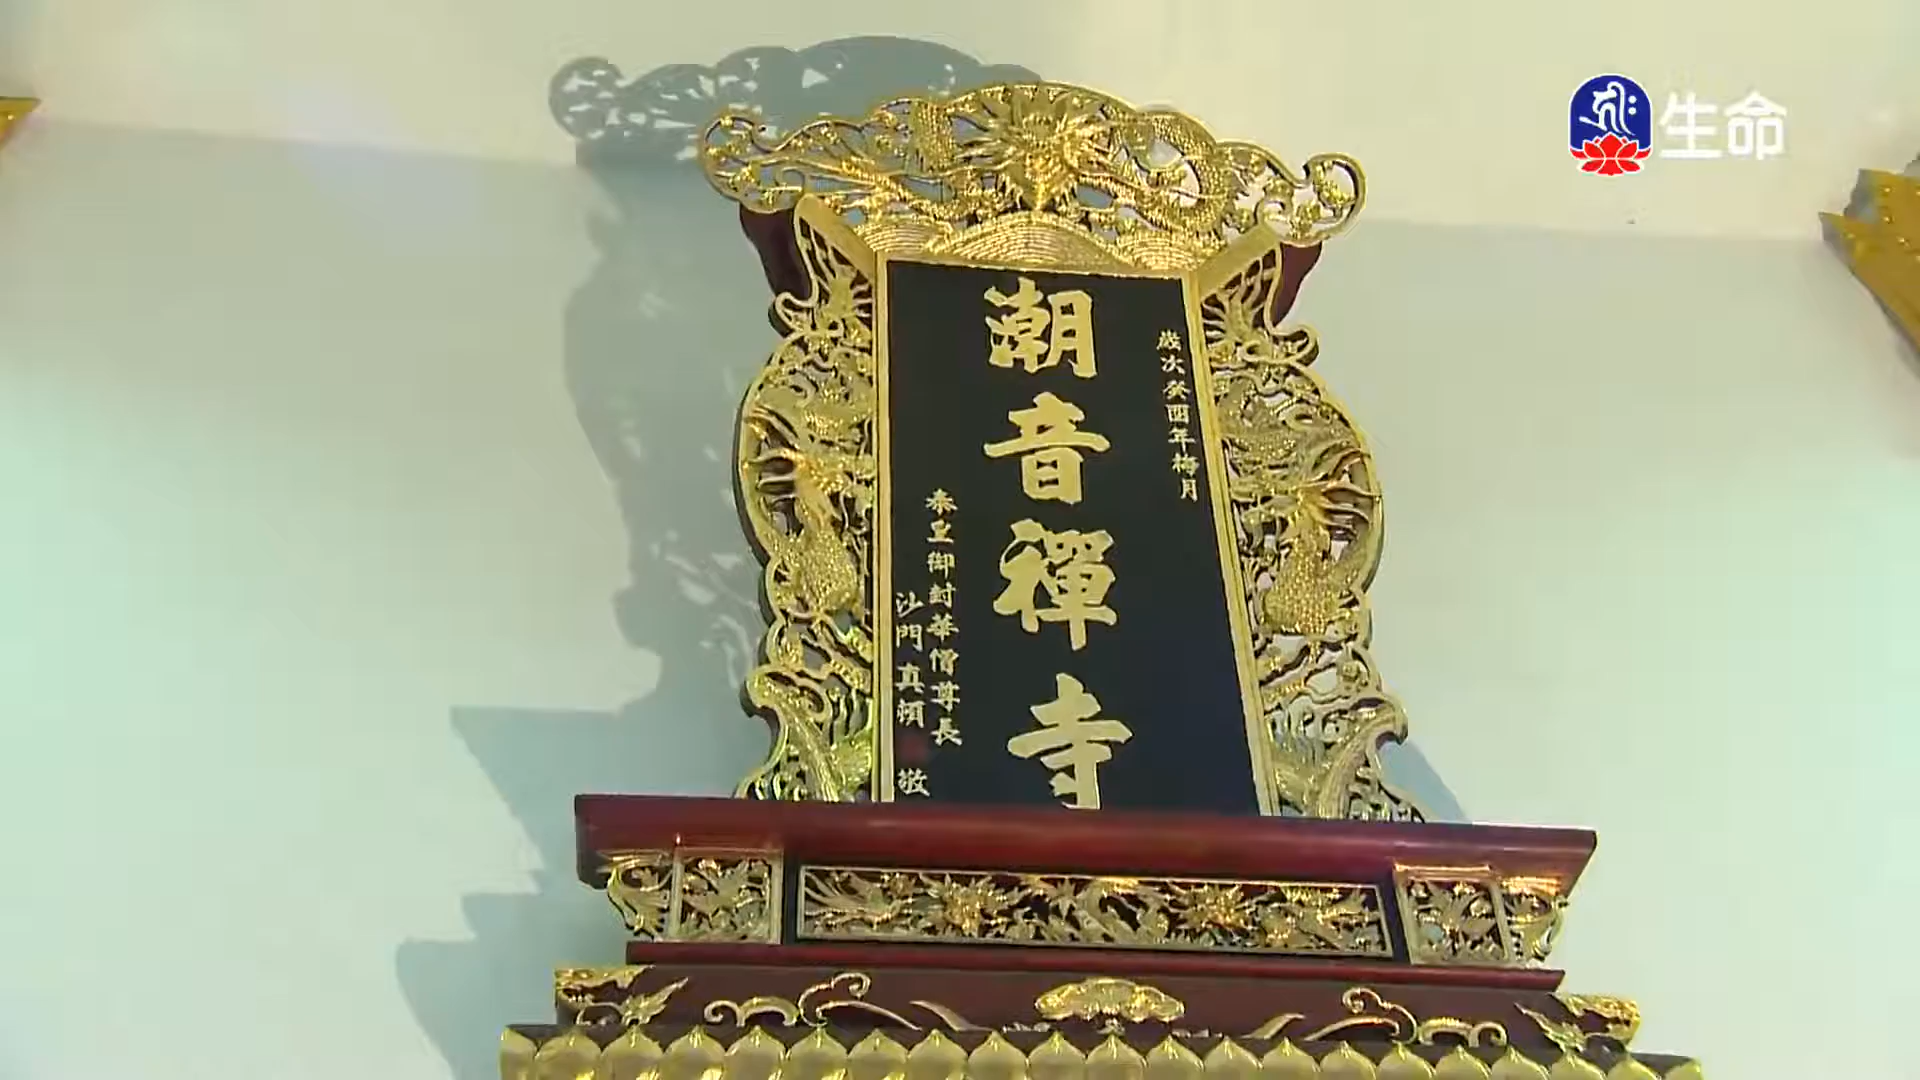 生命
歲次癸酉年梅月
潮音禪寺
泰皇御封華僧尊長
沙門真頓
敬